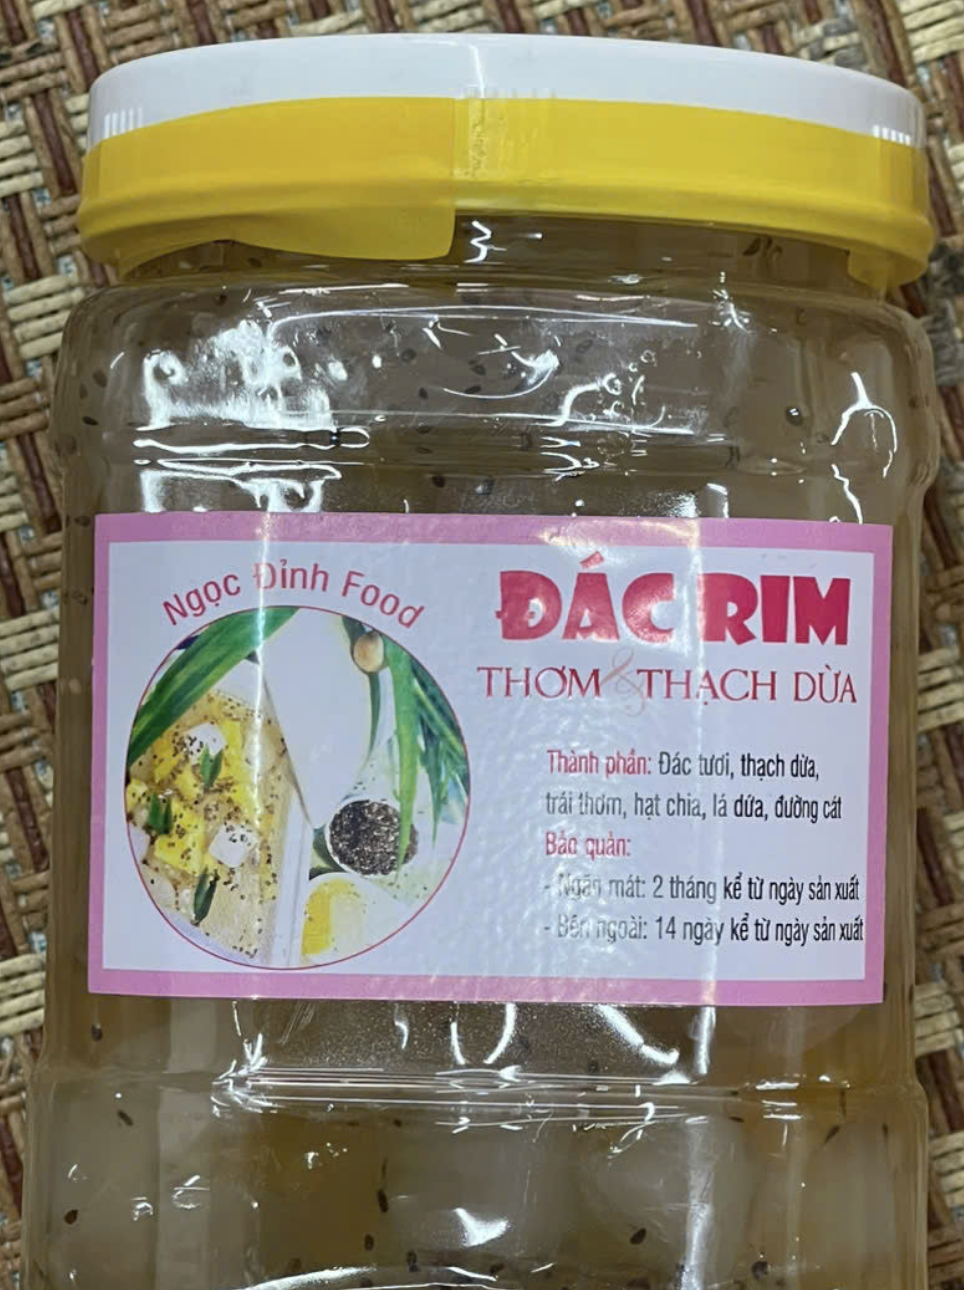 Ngọc Đỉnh Food
ĐÁC RIM
THƠM & THẠCH DỪA
Thành phần: Đác tươi, thạch dừa,
trái thơm, hạt chia, lá dứa, đường cát
Bảo quản:
- Ngăn mát: 2 tháng kể từ ngày sản xuất
- Bên ngoài: 14 ngày kể từ ngày sản xuất